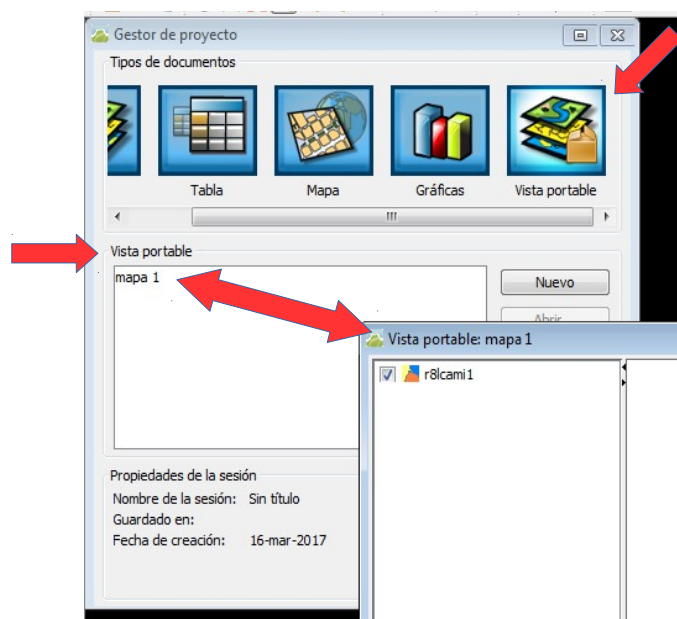 Gestor de proyecto
Tipos de documentos
Tabla
Mapa
Gráficas
Vista portable
Vista portable
mapa 1
Nuevo
Abrir
Vista portable: mapa 1
r8lcami1
Propiedades de la sesión
Nombre de la sesión: Sin título
Guardado en:
Fecha de creación: 16-mar-2017